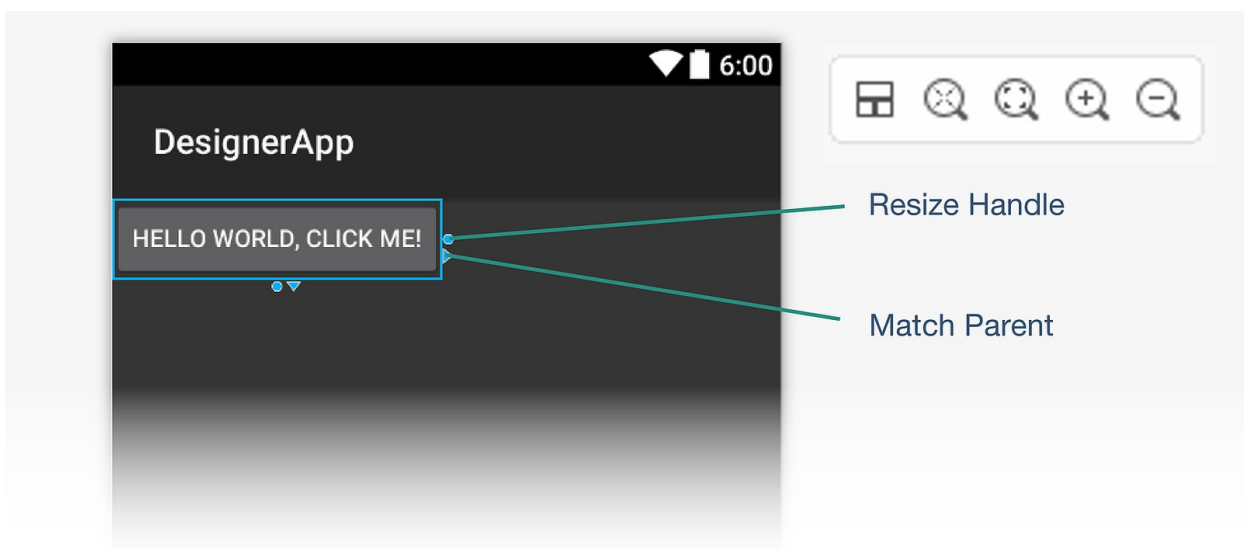 6:00
DesignerApp
HELLO WORLD, CLICK ME!
Resize Handle
Match Parent